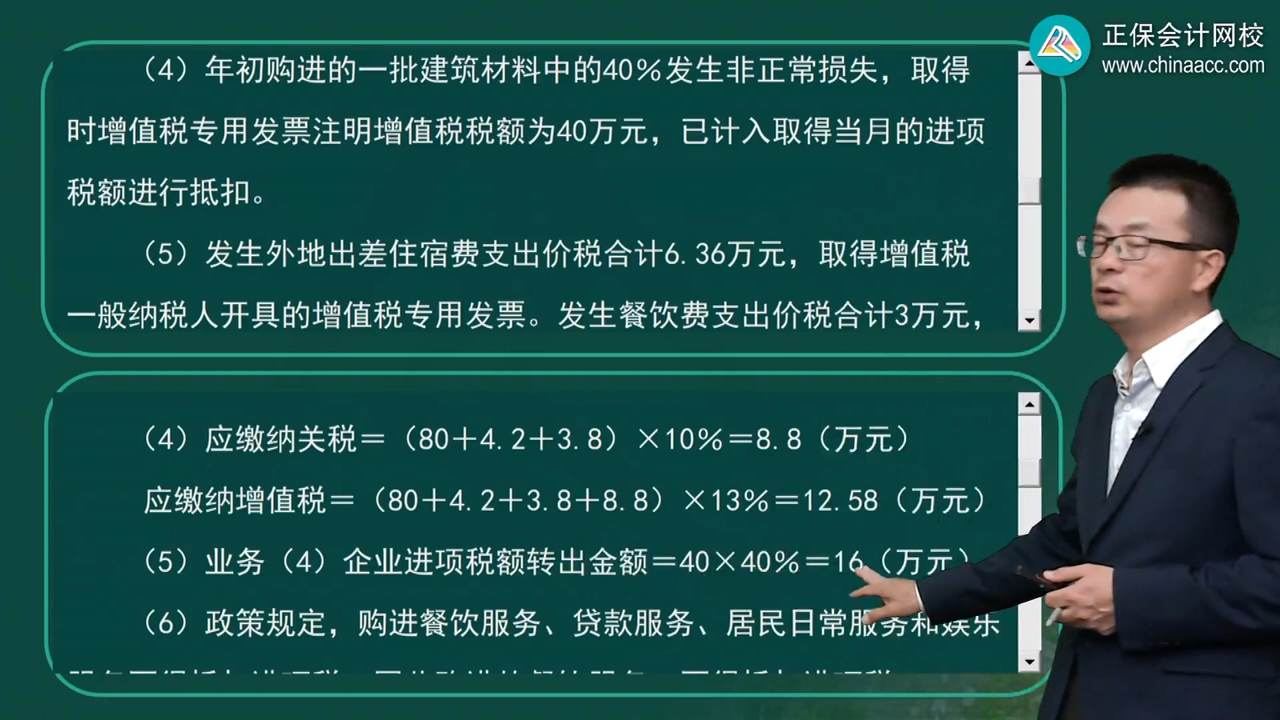 正保会计网校
www.chinaacc.com
（4）年初购进的一批建筑材料中的40％发生非正常损失，取得
时增值税专用发票注明增值税税额为40万元，已计入取得当月的进项
税额进行抵扣。
（5）发生外地出差住宿费支出价税合计6.36万元，取得增值税
一般纳税人开具的增值税专用发票。发生餐饮费支出价税合计3万元，
（4）应缴纳关税＝（80＋4.2＋3.8）×10％＝8.8（万元）
应缴纳增值税＝（80＋4.2＋3.8＋8.8）×13％＝12.58（万元）
（5）业务（4）企业进项税额转出金额＝40×40％＝16（万元）
（6）政策规定，购进餐饮服务、贷款服务、居民日常服务和娱乐